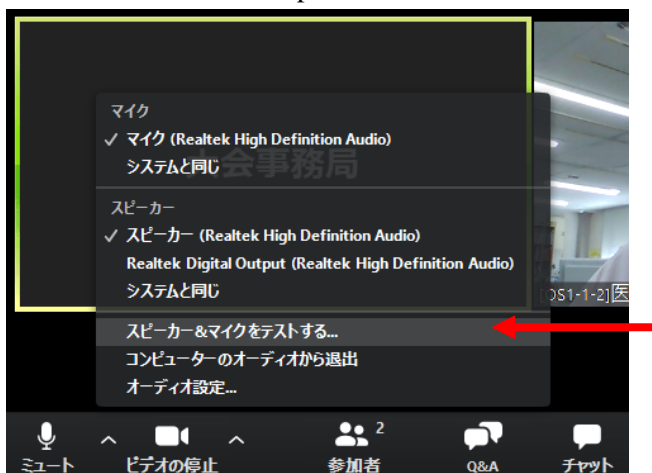 マイク
✓ マイク (Realtek High Definition Audio)
システムと同じ
大会事務局
スピーカー
✓ スピーカー (Realtek High Definition Audio)
Realtek Digital Output (Realtek High Definition Audio)
システムと同じ
[OS1-1-2]医
スピーカー&マイクをテストする...
コンピューターのオーディオから退出
オーディオ設定...
2
ミュート
ビデオの停止
参加者
Q&A
チャット